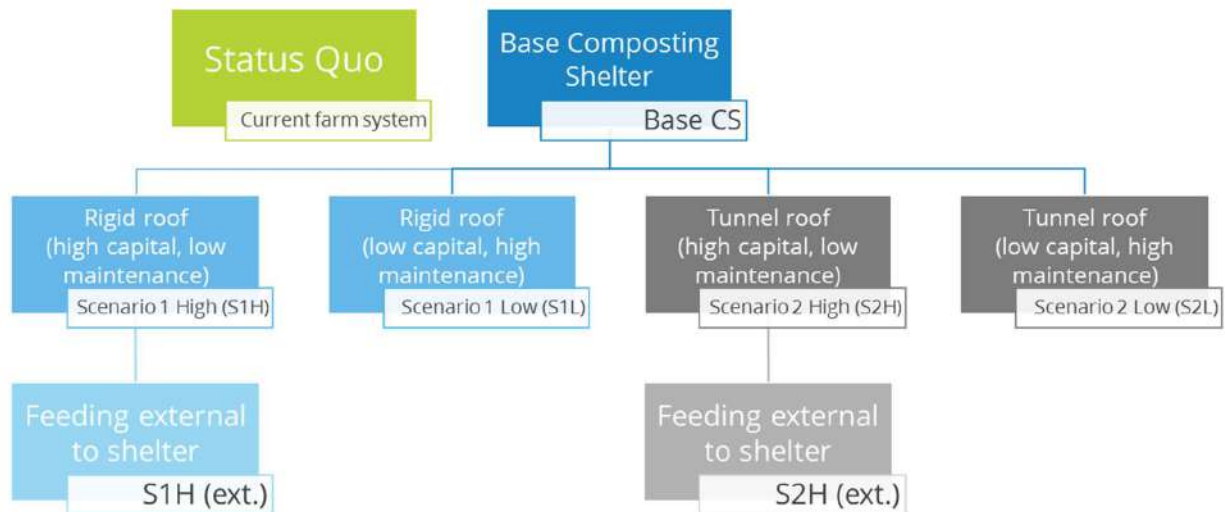 Status Quo
Current farm system
Base Composting
Shelter
Base CS
Rigid roof
(high capital, low
maintenance)
Scenario 1 High (S1H)
Rigid roof
(low capital, high
maintenance)
Scenario 1 Low (S1L)
Tunnel roof
(high capital, low
maintenance)
Scenario 2 High (S2H)
Tunnel roof
(low capital, high
maintenance)
Scenario 2 Low (S2L)
Feeding external
to shelter
S1H (ext.)
Feeding external
to shelter
S2H (ext.)